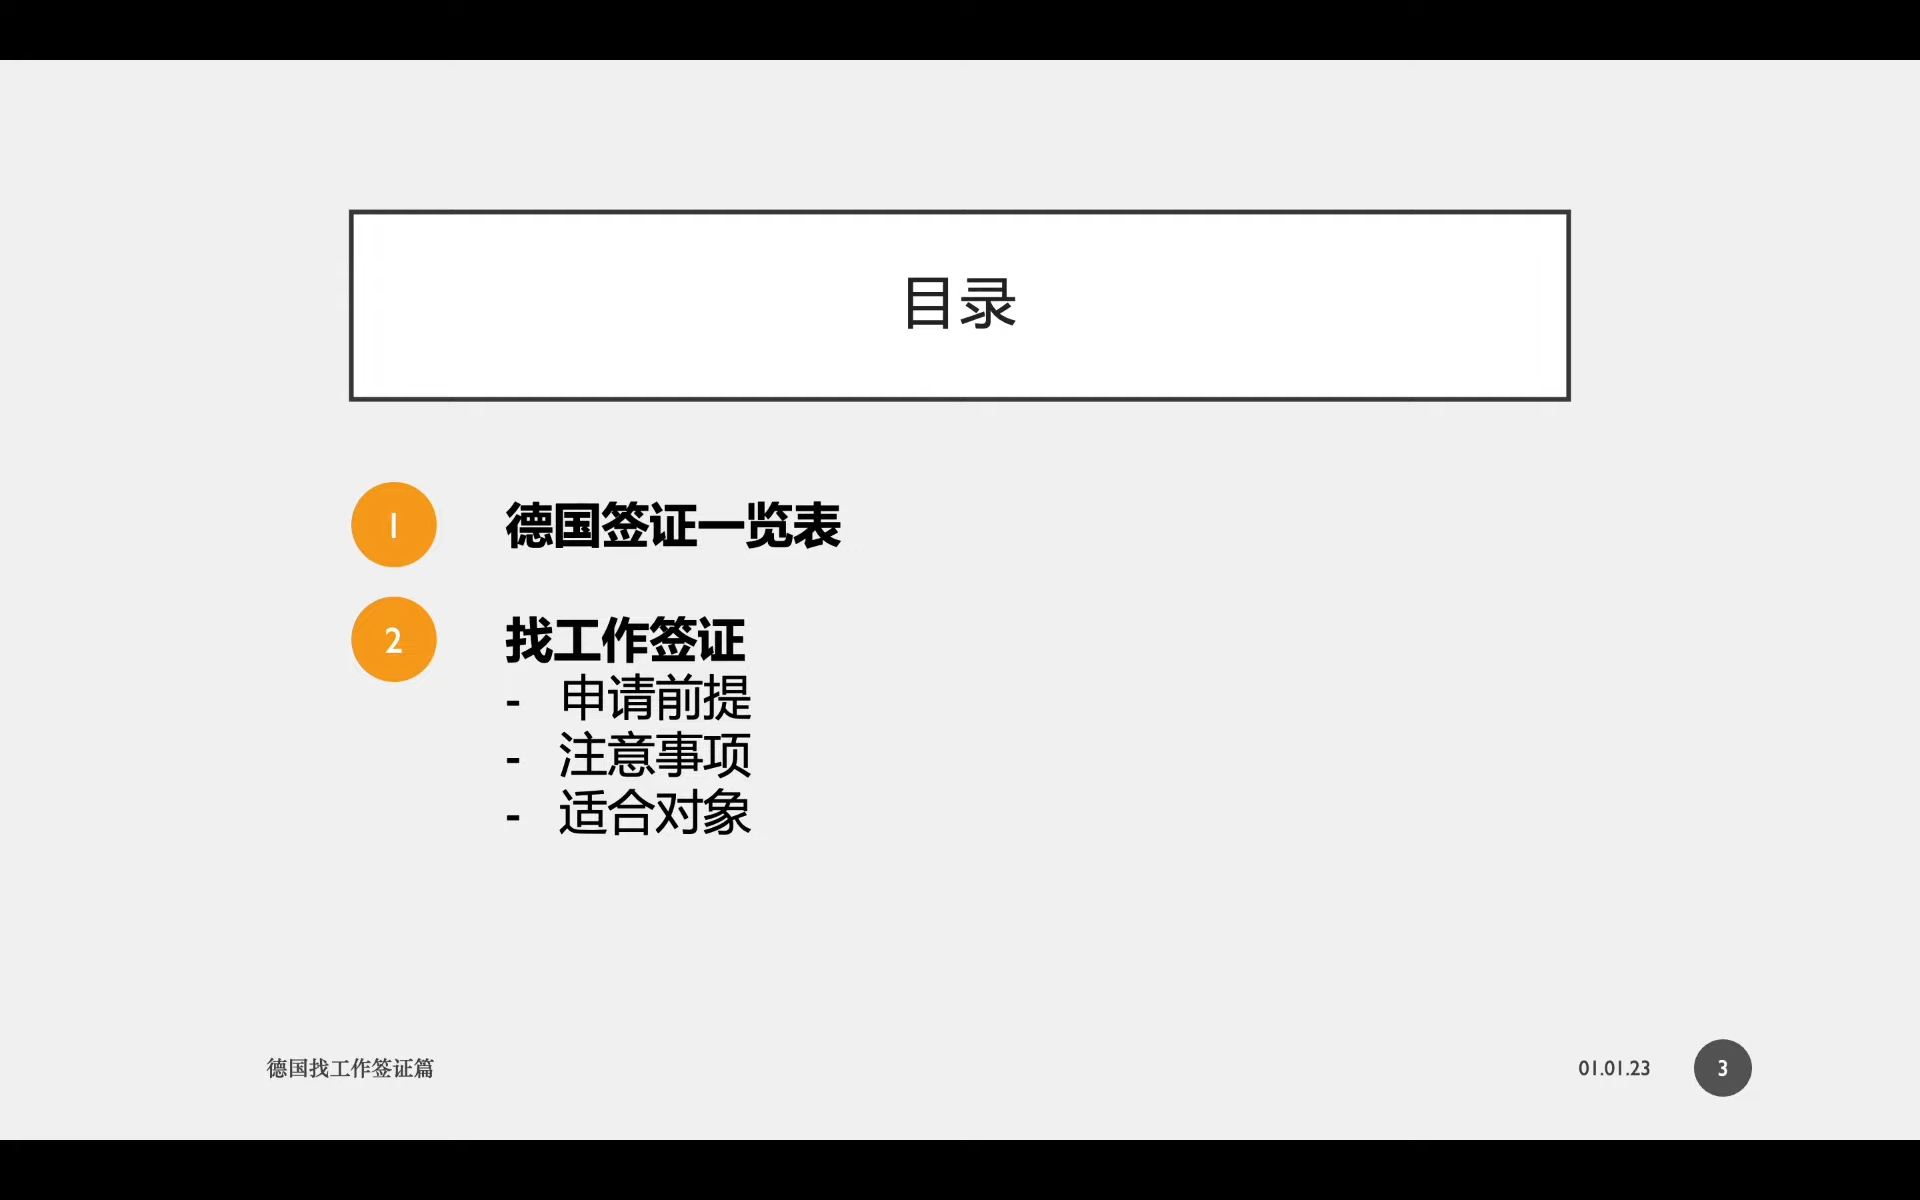 目录
1
德国签证一览表
2
找工作签证
- 申请前提
- 注意事项
- 适合对象
德国找工作签证篇
01.01.23
3